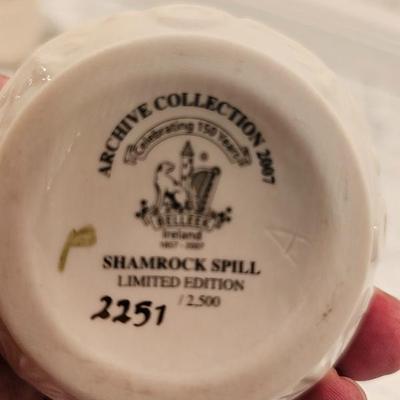 ARCHIVE COLLECTION 2007
Celebrating 150 Years
BELLEEK
Ireland
1857 - 2007
SHAMROCK SPILL
LIMITED EDITION
2251 / 2,500